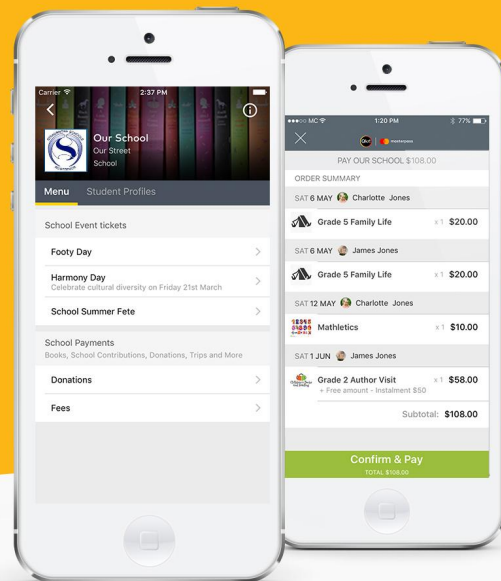 Carrier 2:37 PM
Our School
Our Street
School
Menu Student Profiles
School Event tickets
Footy Day
Harmony Day
Celebrate cultural diversity on Friday 21st March
School Summer Fete
School Payments
Books, School Contributions, Donations, Trips and More
Donations
Fees
MC 1:20 PM 77%
Qkr! masterpass
PAY OUR SCHOOL $108.00
ORDER SUMMARY
SAT 6 MAY Charlotte Jones
Grade 5 Family Life x 1 $20.00
SAT 6 MAY James Jones
Grade 5 Family Life x 1 $20.00
SAT 12 MAY Charlotte Jones
Mathletics x 1 $10.00
SAT 1 JUN James Jones
Grade 2 Author Visit x 1 $58.00
+ Free amount - Instalment $50
Subtotal: $108.00
Confirm & Pay
TOTAL $108.00